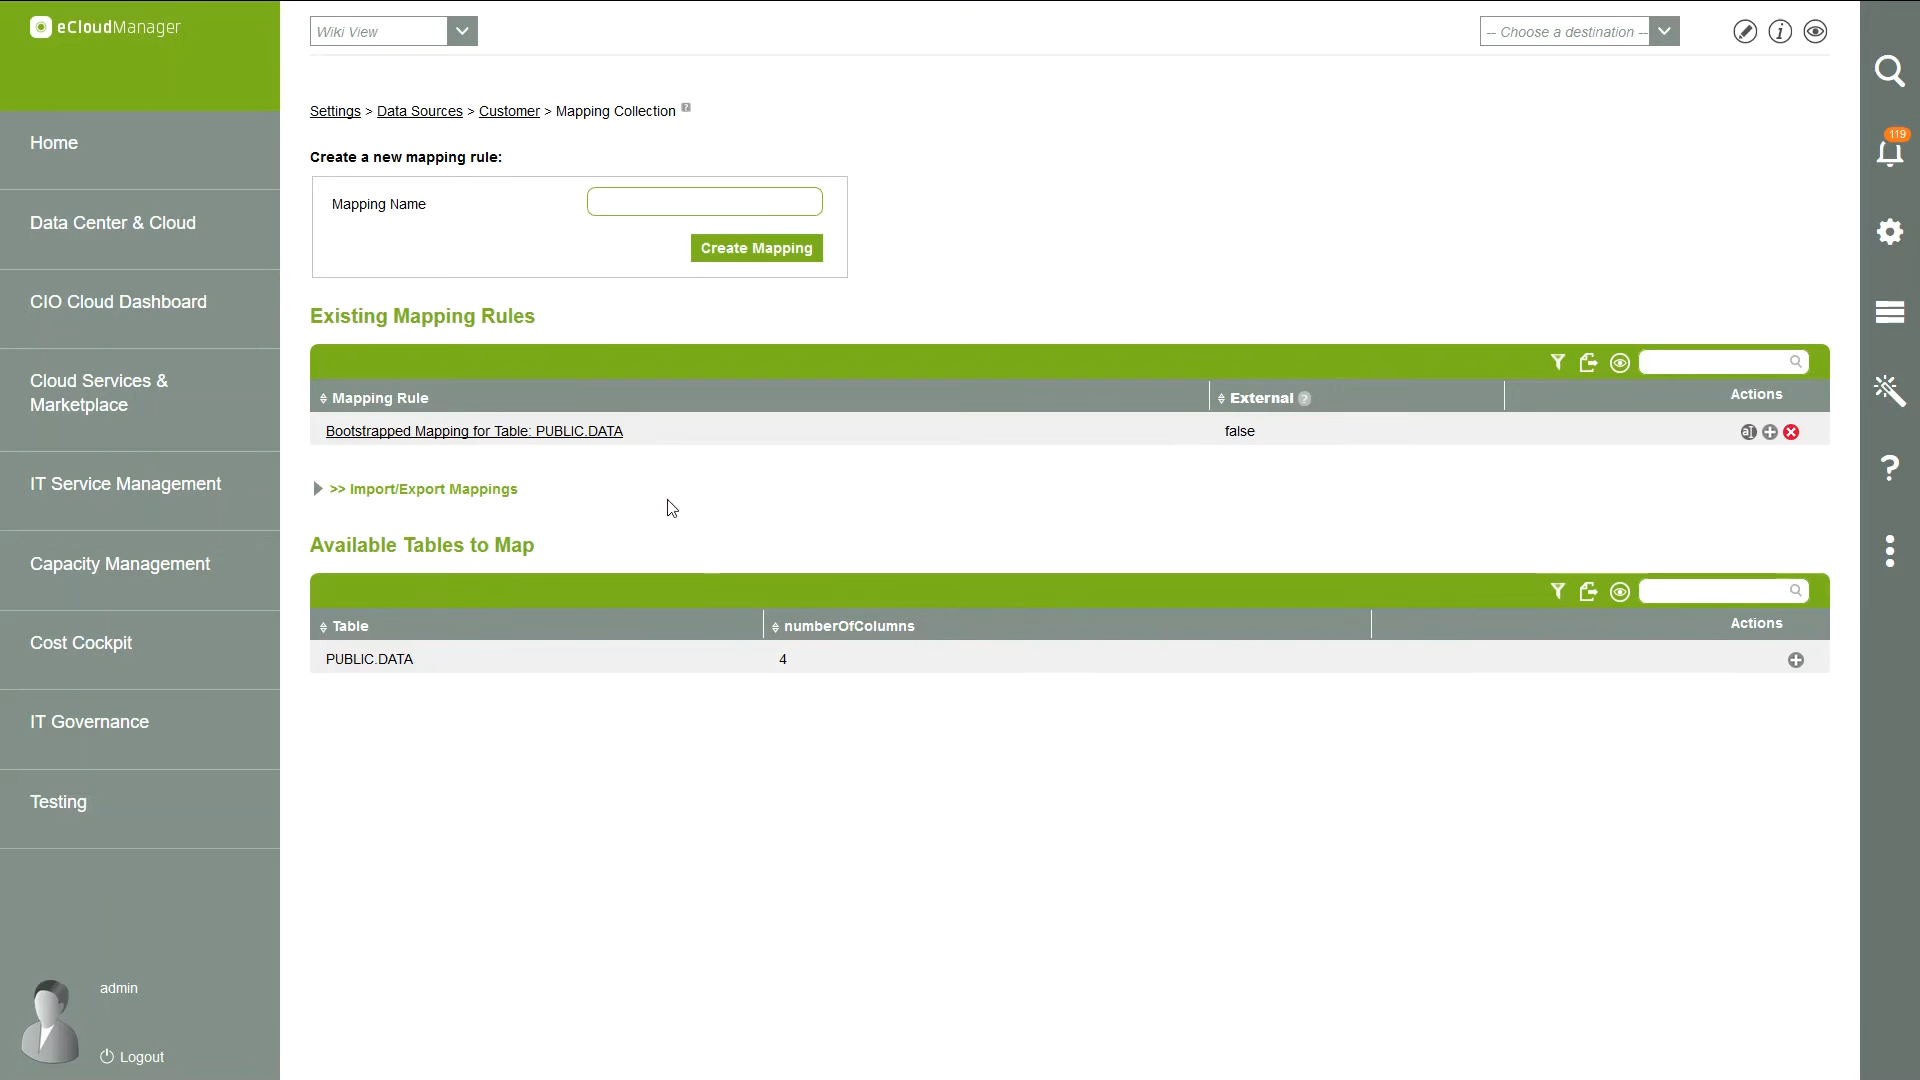 eCloudManager
Home
Data Center & Cloud
CIO Cloud Dashboard
Cloud Services &
Marketplace
IT Service Management
Capacity Management
Cost Cockpit
IT Governance
Testing
admin
Logout
Wiki View
-- Choose a destination --
i
Settings > Data Sources > Customer > Mapping Collection ?
Create a new mapping rule:
Mapping Name
Create Mapping
Existing Mapping Rules
Mapping Rule External ? Actions
Bootstrapped Mapping for Table: PUBLIC.DATA false
>> Import/Export Mappings
Available Tables to Map
Table numberOfColumns Actions
PUBLIC.DATA 4
119
?